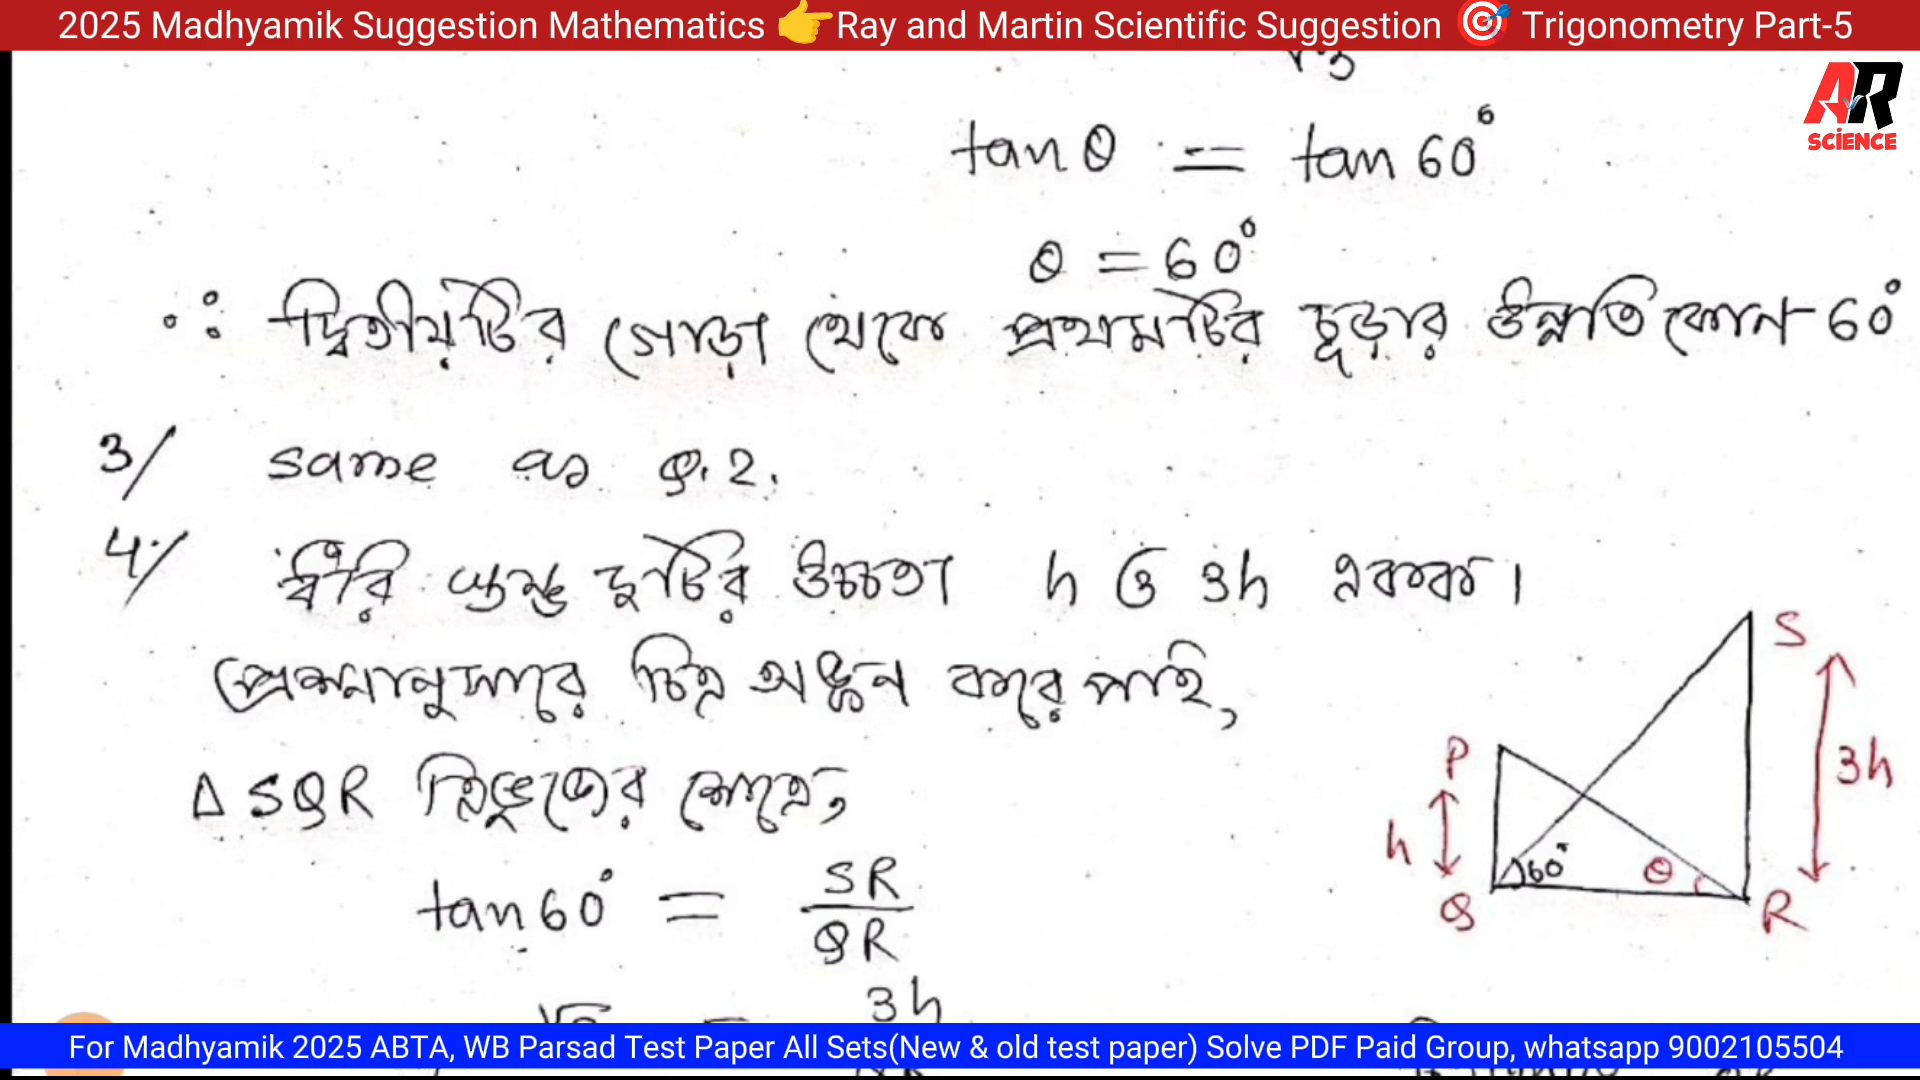 2025 Madhyamik Suggestion Mathematics 👉Ray and Martin Scientific Suggestion 🎯 Trigonometry Part-5
AR
SCIENCE
√3
tan θ = tan 60°
θ = 60°
∴ দ্বিতীয়টির গোড়া থেকে প্রথমটির চূড়ার উন্নতি কোন 60°
3/ same as Q.2.
4/ ধরি স্তম্ভ দুটির উচ্চতা h ও 3h একক।
প্রশ্নানুসারে চিত্র অঙ্কন করে পাই,
Δ SQR ত্রিভুজের ক্ষেত্রে,
tan 60° = SR
QR
3h
S
P
3h
h
60°
θ
Q
R
For Madhyamik 2025 ABTA, WB Parsad Test Paper All Sets(New & old test paper) Solve PDF Paid Group, whatsapp 9002105504